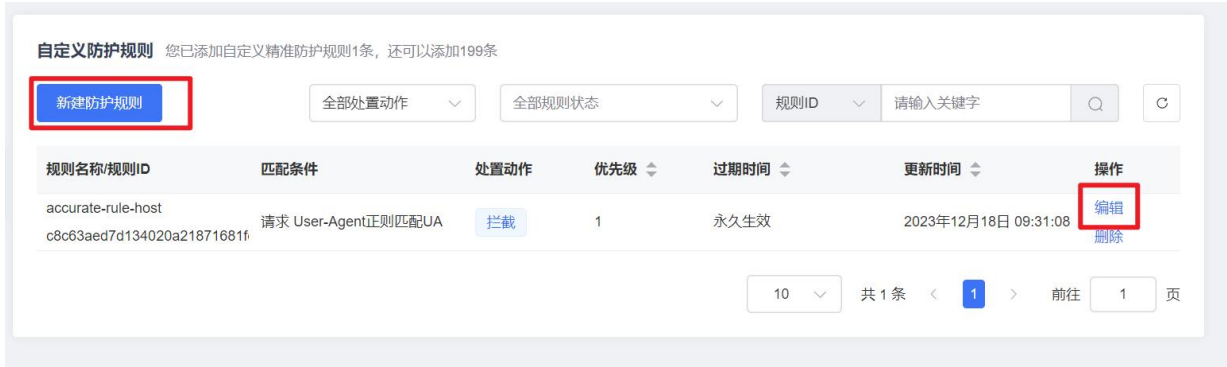 自定义防护规则 您已添加自定义精准防护规则1条，还可以添加199条
新建防护规则 全部处置动作 全部规则状态 规则ID 请输入关键字
规则名称/规则ID 匹配条件 处置动作 优先级 过期时间 更新时间 操作
accurate-rule-host 请求 User-Agent正则匹配UA 拦截 1 永久生效 2023年12月18日 09:31:08 编辑
c8c63aed7d134020a21871681f 删除
10 共 1 条 1 前往 1 页